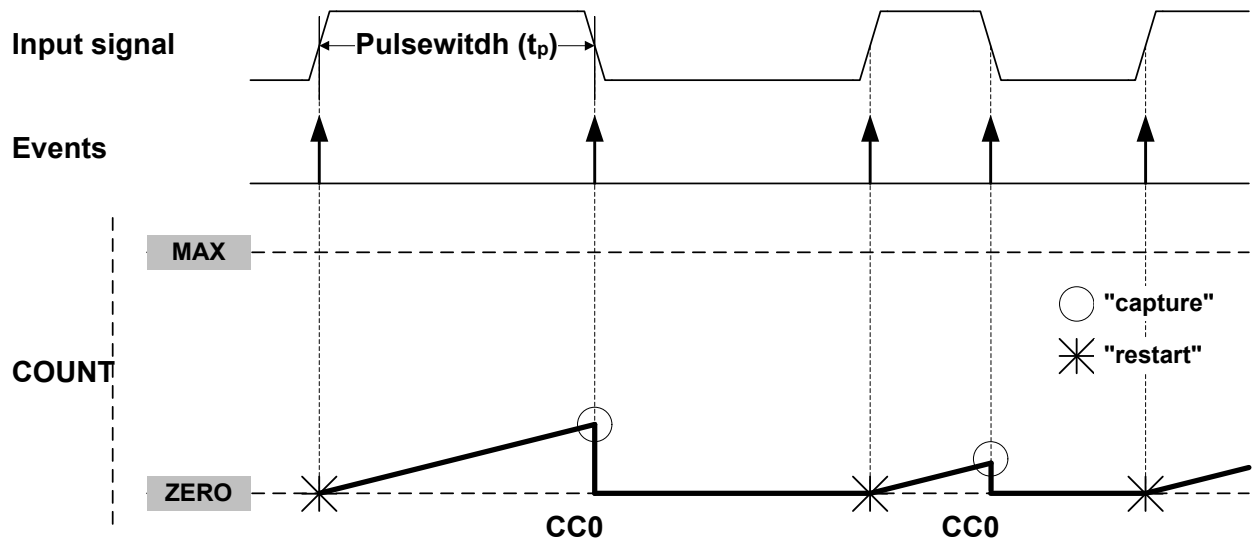 Input signal
Pulsewitdh (tp)
Events
MAX
"capture"
"restart"
COUNT
ZERO
CC0 CC0